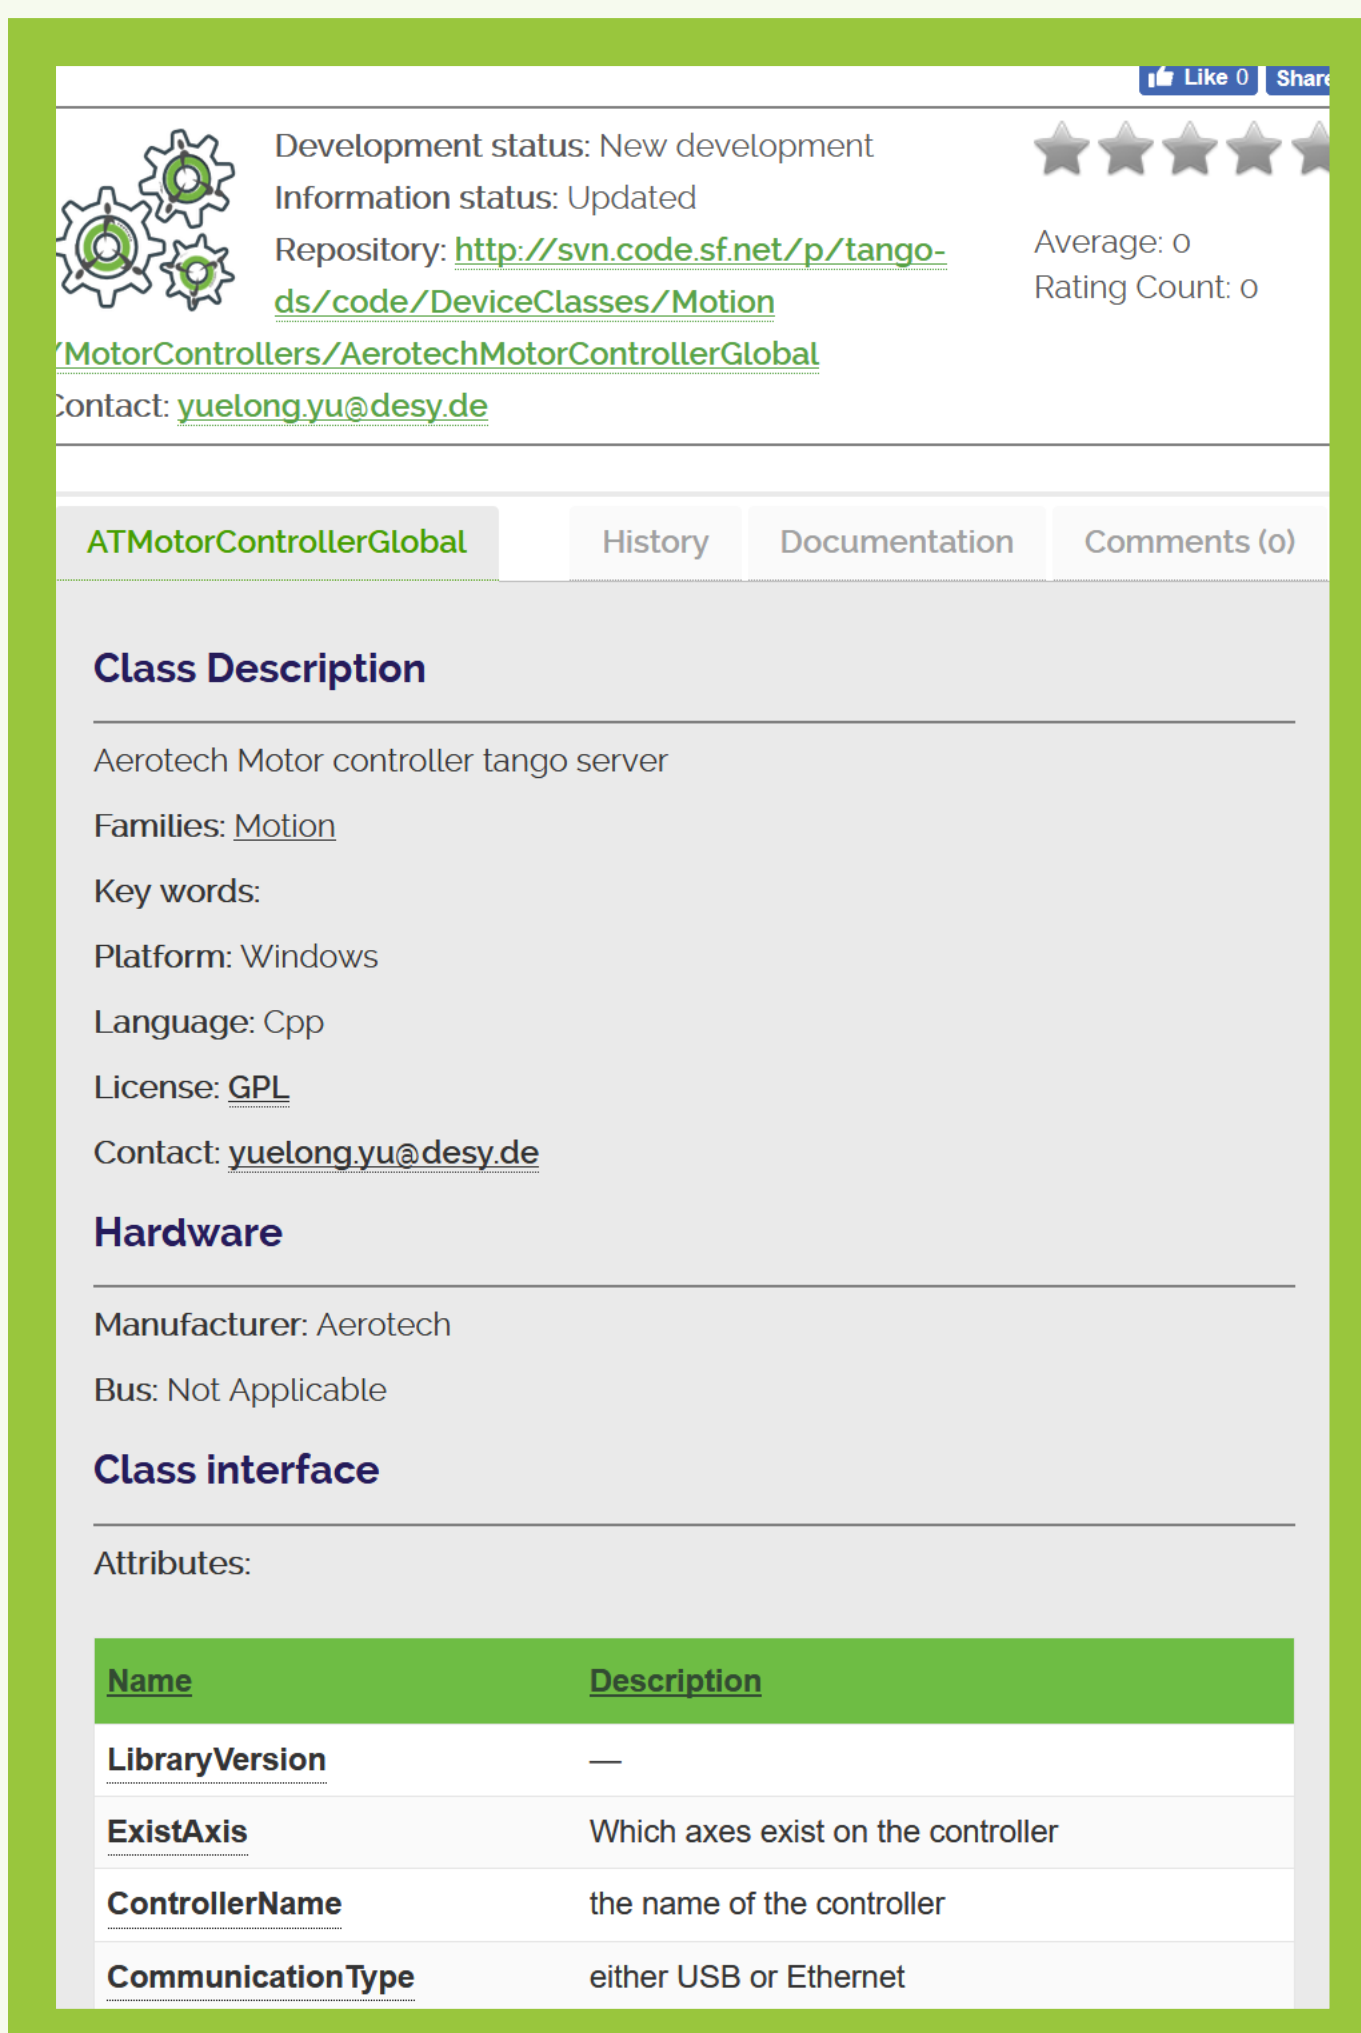 Like 0 Share
Development status: New development
Information status: Updated
Repository: http://svn.code.sf.net/p/tango-
ds/code/DeviceClasses/Motion
/MotorControllers/AerotechMotorControllerGlobal
Contact: yuelong.yu@desy.de
Average: 0
Rating Count: 0
ATMotorControllerGlobal History Documentation Comments (0)
Class Description
Aerotech Motor controller tango server
Families: Motion
Key words:
Platform: Windows
Language: Cpp
License: GPL
Contact: yuelong.yu@desy.de
Hardware
Manufacturer: Aerotech
Bus: Not Applicable
Class interface
Attributes:
Name Description
LibraryVersion —
ExistAxis Which axes exist on the controller
ControllerName the name of the controller
CommunicationType either USB or Ethernet